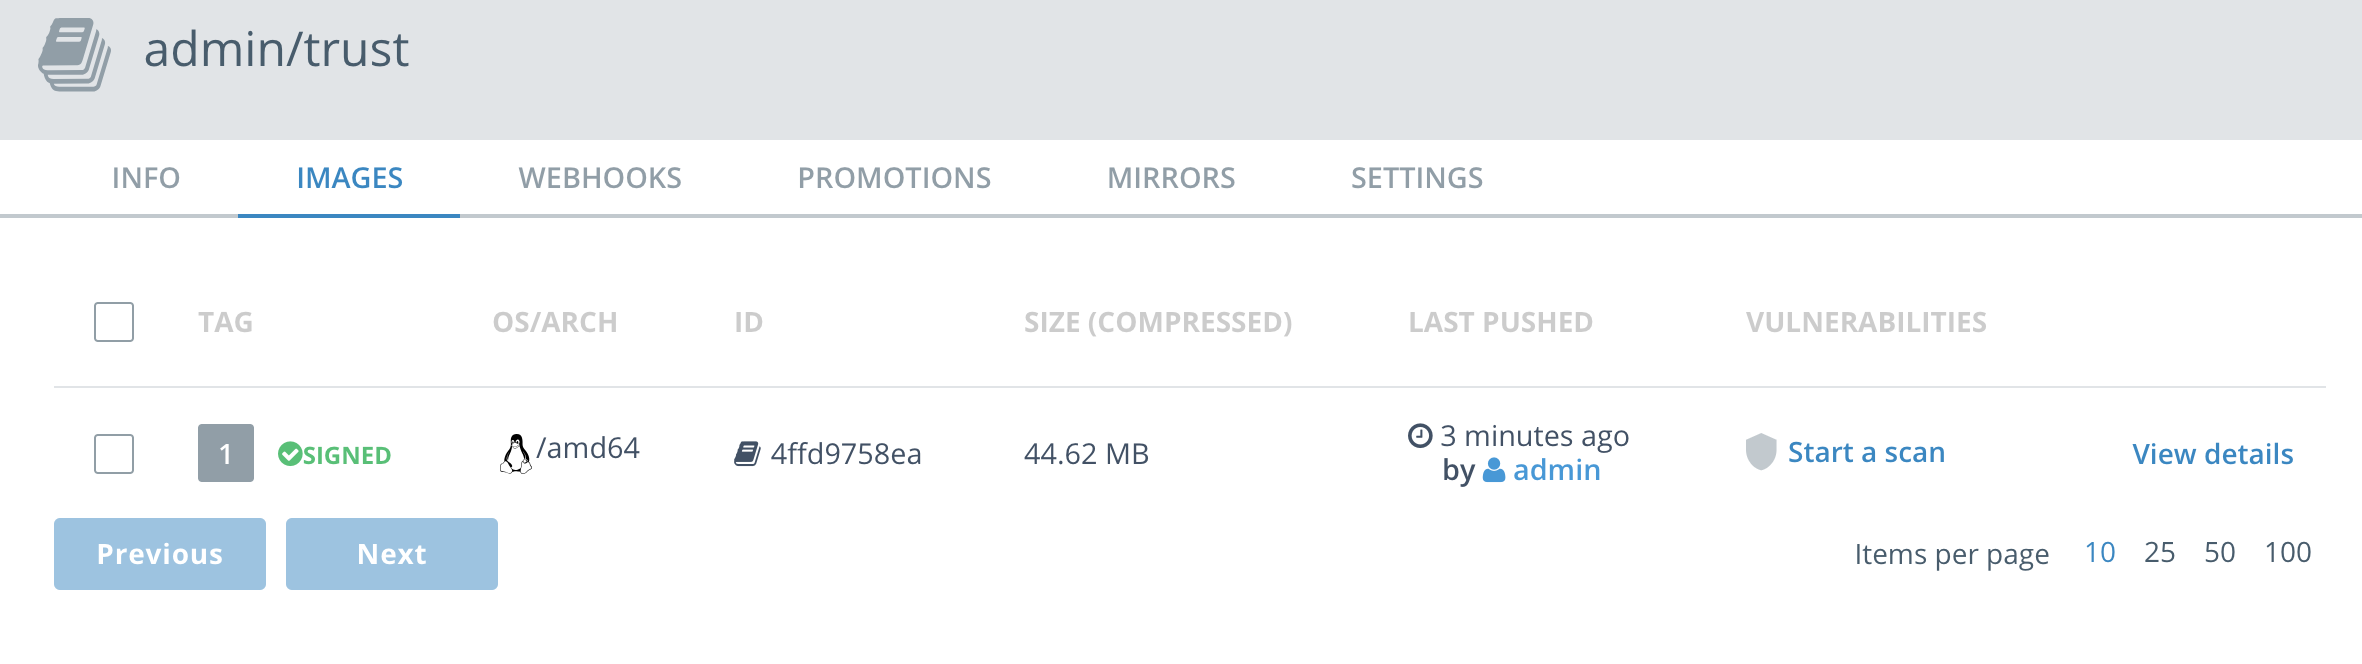 admin/trust
INFO IMAGES WEBHOOKS PROMOTIONS MIRRORS SETTINGS
TAG OS/ARCH ID SIZE (COMPRESSED) LAST PUSHED VULNERABILITIES
1 SIGNED /amd64 4ffd9758ea 44.62 MB 3 minutes ago Start a scan View details
by admin
Previous Next Items per page 10 25 50 100